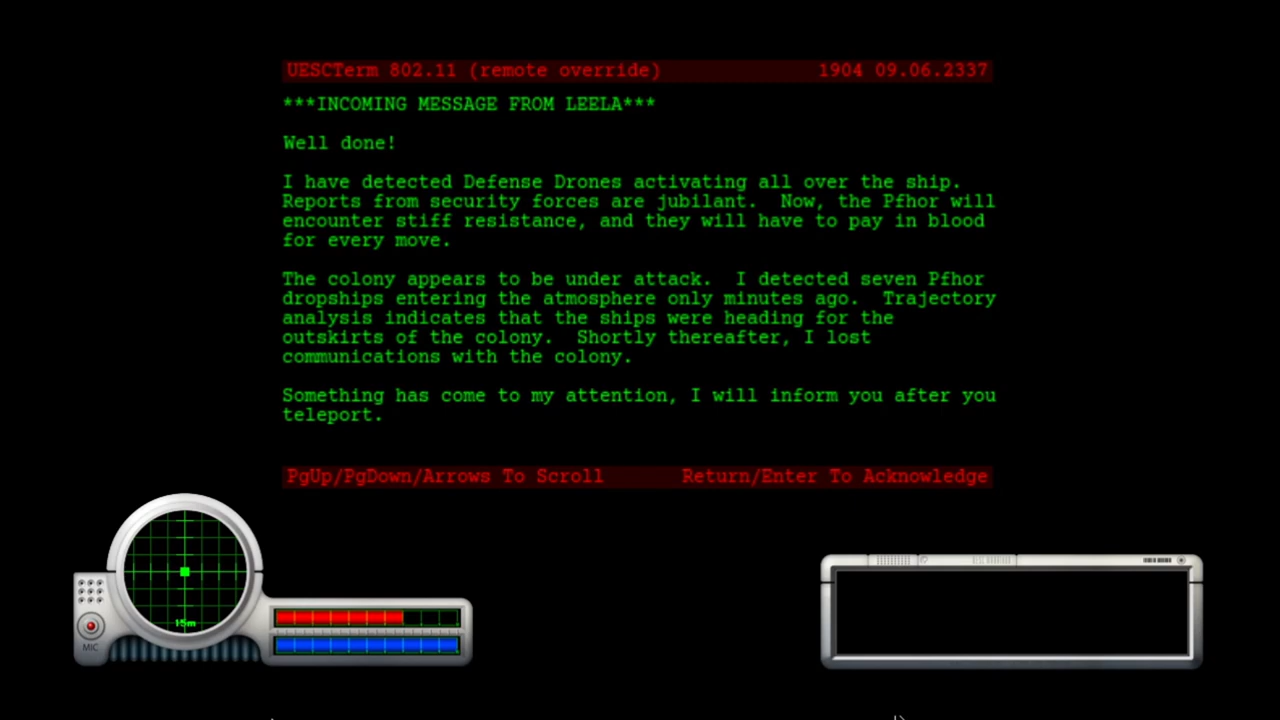 UESCTerm 802.11 (remote override) 1904 09.06.2337
***INCOMING MESSAGE FROM LEELA***
Well done!
I have detected Defense Drones activating all over the ship.
Reports from security forces are jubilant.  Now, the Pfhor will
encounter stiff resistance, and they will have to pay in blood
for every move.
The colony appears to be under attack.  I detected seven Pfhor
dropships entering the atmosphere only minutes ago.  Trajectory
analysis indicates that the ships were heading for the
outskirts of the colony.  Shortly thereafter, I lost
communications with the colony.
Something has come to my attention, I will inform you after you
teleport.
PgUp/PgDown/Arrows To Scroll Return/Enter To Acknowledge
15m
MIC